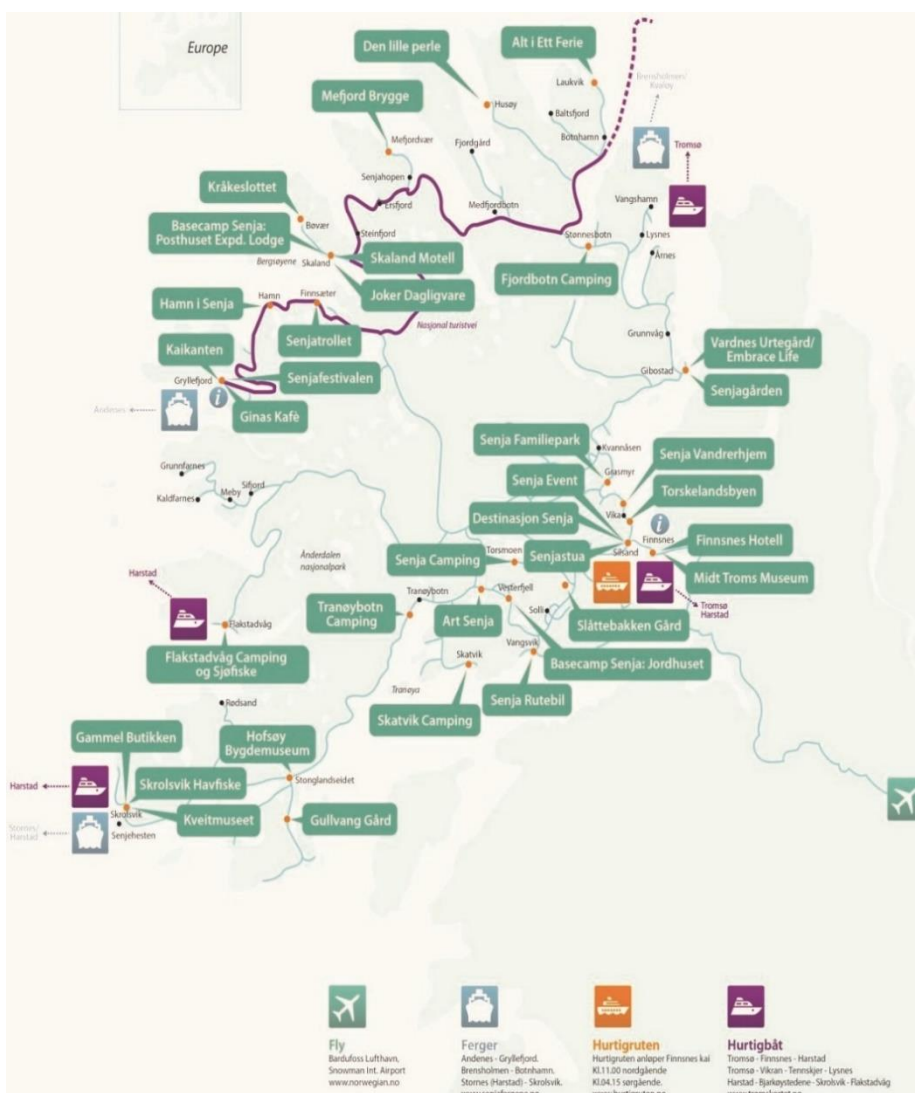 Europe
Den lille perle
Alt i Ett Ferie
Laukvik
Brensholmen/
Mefjord Brygge
Husøy
Baltsfjord
Botnhamn
Mefjordvær
Fjordgård
Tromsø
Senjahopen
Kråkeslottet
Ersfjord
Medfjordbotn
Vangshamn
Bøvær
Steinfjord
Stønnesbotn
Lysnes
Basecamp Senja:
Posthuset Expd. Lodge
Bergsøyene
Skaland
Skaland Motell
Årnes
Fjordbotn Camping
Joker Dagligvare
Hamn i Senja
Hamn
Finnsæter
Nasjonal turistvei
Senjatrollet
Grunnvåg
Vardnes Urtegård/
Embrace Life
Kaikanten
Gibostad
Gryllefjord
Senjafestivalen
Senjagården
Andenes
Ginas Kafè
Senja Familiepark
Kvannåsen
Senja Vandrerhjem
Grunnfarnes
Grasmyr
Sifjord
Senja Event
Torskelandsbyen
Kaldfarnes
Meby
Vika
Destinasjon Senja
Finnsnes
Finnsnes Hotell
Ånderdalen
nasjonalpark
Senja Camping
Torsmoen
Senjastua
Silsand
Midt Troms Museum
Harstad
Tranøybotn
Vesterfjell
Tromsø
Harstad
Tranøybotn
Camping
Art Senja
Solli
Slåttebakken Gård
Flakstadvåg
Vangsvik
Basecamp Senja: Jordhuset
Flakstadvåg Camping
og Sjøfiske
Skatvik
Tranøya
Senja Rutebil
Rødsand
Skatvik Camping
Gammel Butikken
Hofsøy
Bygdemuseum
Harstad
Skrolsvik Havfiske
Stonglandseidet
Skrolsvik
Kveitmuseet
Gullvang Gård
Stornes/
Harstad
Senjehesten
Fly
Bardufoss Lufthavn,
Snowman Int. Airport
www.norwegian.no
Ferger
Andenes - Gryllefjord.
Brensholmen - Botnhamn.
Stornes (Harstad) - Skrolsvik.
Hurtigruten
Hurtigruten anløper Finnsnes kai
Kl.11.00 nordgående
Kl.04.15 sørgående.
Hurtigbåt
Tromsø - Finnsnes - Harstad
Tromsø - Vikran - Tennskjer - Lysnes
Harstad - Bjarkøystedene - Skrolsvik - Flakstadvåg